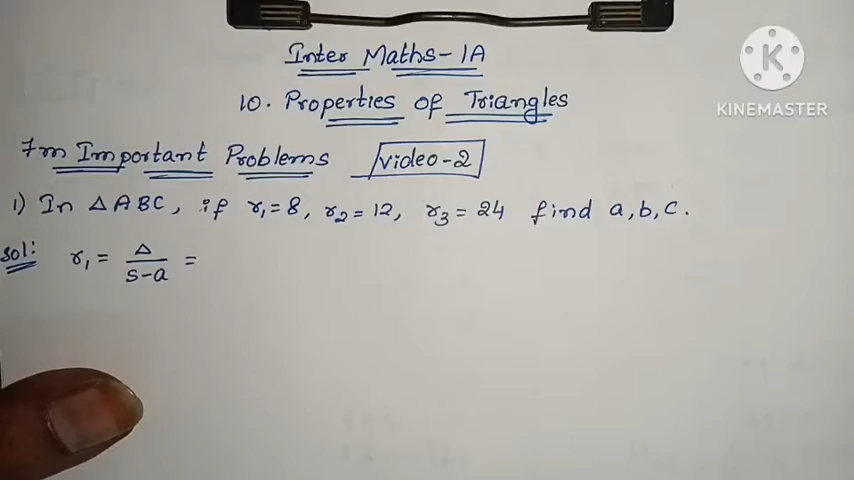 Inter Maths-1A
10. Properties of Triangles
7m Important Problems video-2
1) In △ABC, if r₁=8, r₂=12, r₃=24 find a,b,c.
sol: r₁ = Δ/(s-a) =
K
KINEMASTER